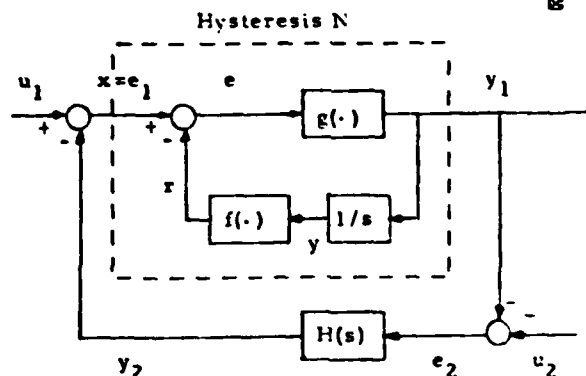 Hysteresis N
u1 x=e1 e y1
+ - + -
g(·)
r
f(·) 1/s
y
- -
H(s)
y2 e2 u2